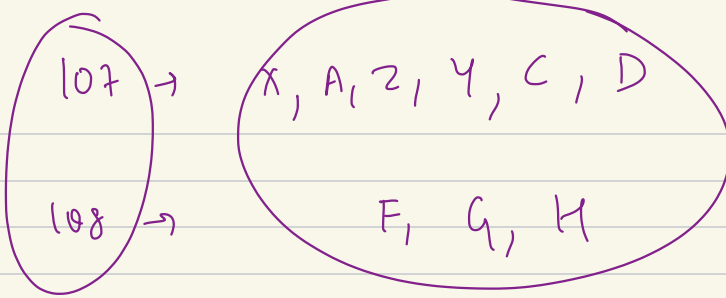 107 → X, A, Z, Y, C, D
108 → F, G, H